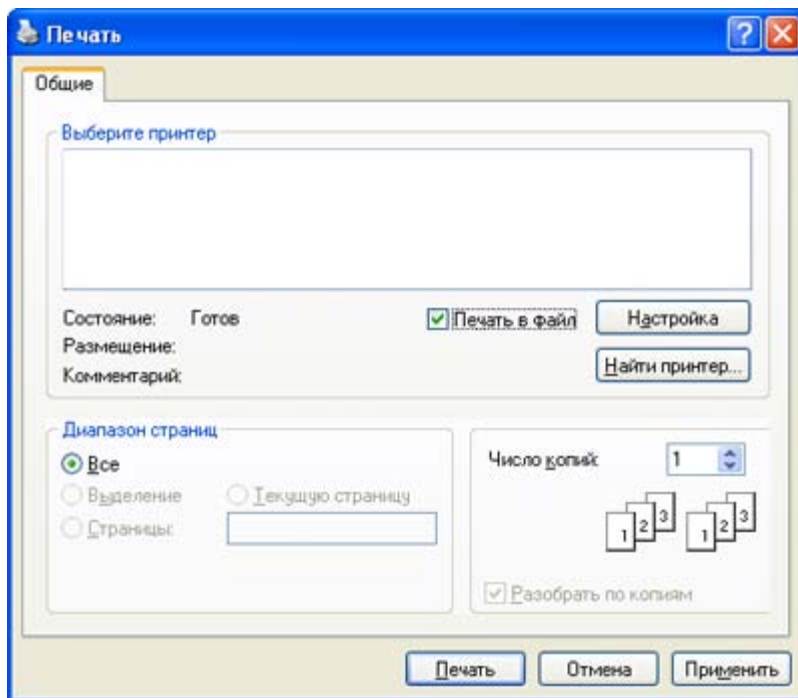 Печать
Общие
Выберите принтер
Состояние: Готов
Печать в файл
Настройка
Размещение:
Комментарий:
Найти принтер...
Диапазон страниц
Все
Выделение
Текущую страницу
Страницы:
Число копий:
1
1 2 3 1 2 3
Разобрать по копиям
Печать
Отмена
Применить